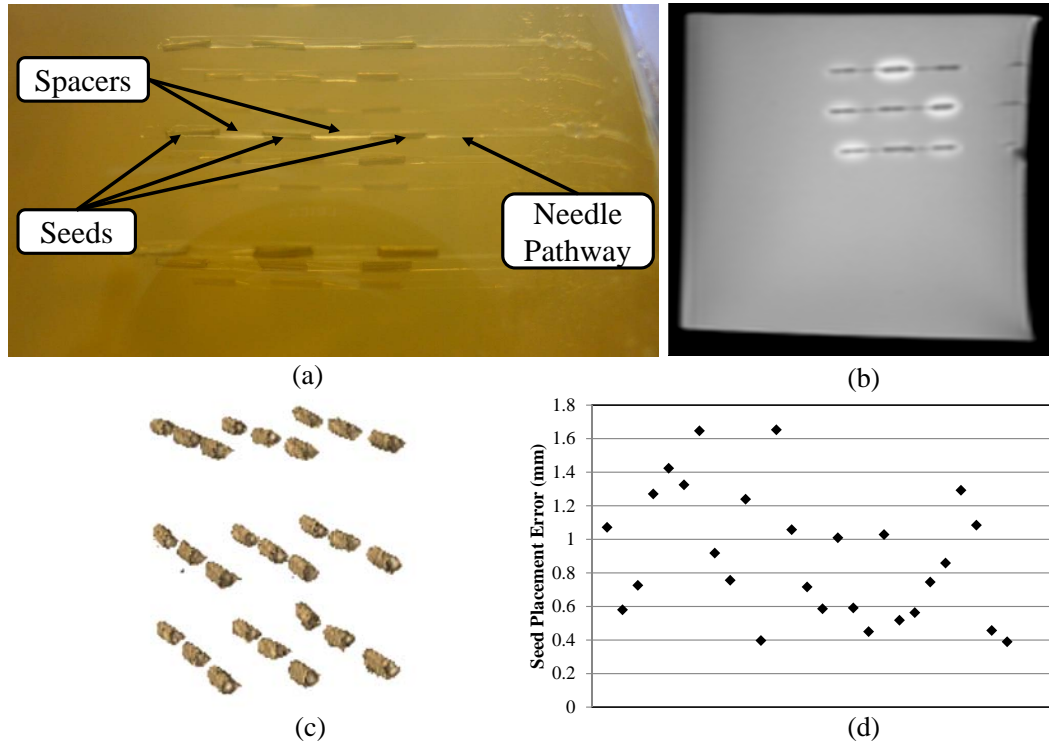 Spacers
Seeds
Needle
Pathway
(a)
(b)
(c)
Seed Placement Error (mm)
1.8
1.6
1.4
1.2
1
0.8
0.6
0.4
0.2
0
(d)